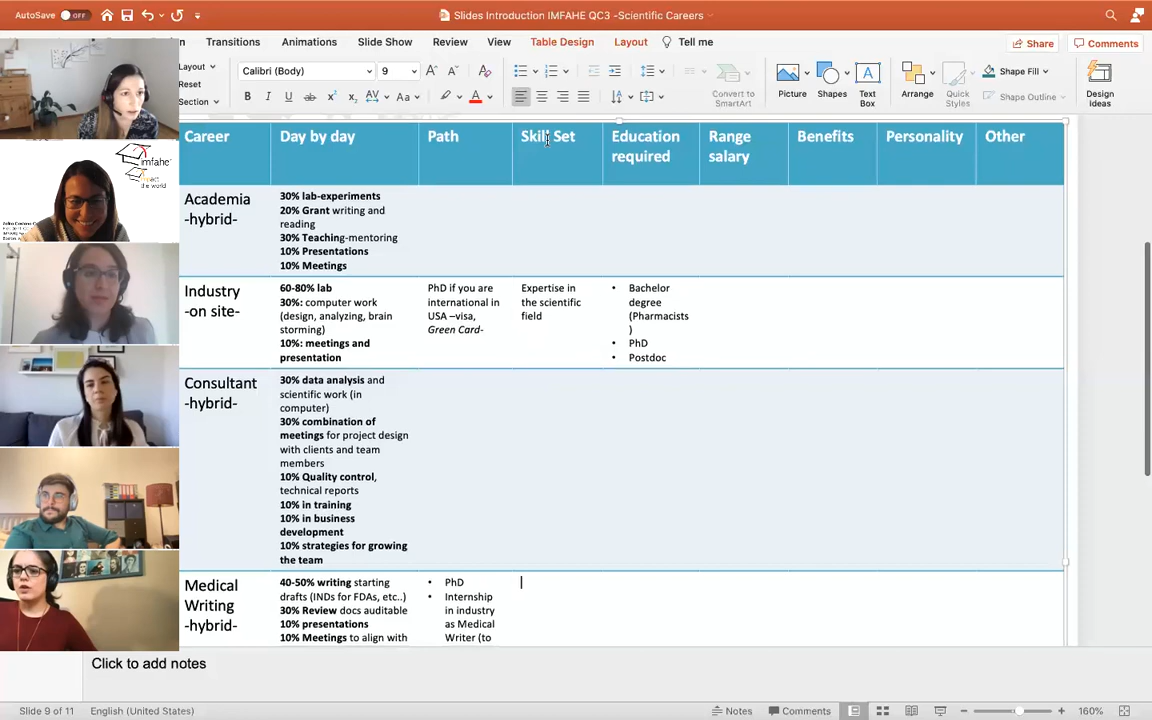 AutoSave OFF
Slides Introduction IMFAHE QC3 -Scientific Careers
Transitions Animations Slide Show Review View Table Design Layout Tell me
Share Comments
Layout
Reset
Section
Calibri (Body) 9
Convert to
SmartArt
Picture Shapes Text
Box
Arrange Quick
Styles
Shape Fill
Shape Outline
Design
Ideas
imfahe
act
the world
Career Day by day Path Skill Set Education
required Range
salary Benefits Personality Other
Academia
-hybrid-
30% lab-experiments
20% Grant writing and
reading
30% Teaching-mentoring
10% Presentations
10% Meetings
Industry
-on site-
60-80% lab
30%: computer work
(design, analyzing, brain
storming)
10%: meetings and
presentation
PhD if you are
international in
USA –visa,
Green Card-
Expertise in
the scientific
field
• Bachelor
degree
(Pharmacists
)
• PhD
• Postdoc
Consultant
-hybrid-
30% data analysis and
scientific work (in
computer)
30% combination of
meetings for project design
with clients and team
members
10% Quality control,
technical reports
10% in training
10% in business
development
10% strategies for growing
the team
Medical
Writing
-hybrid-
40-50% writing starting
drafts (INDs for FDAs, etc..)
30% Review docs auditable
10% presentations
10% Meetings to align with
• PhD
• Internship
in industry
as Medical
Writer (to
Click to add notes
Slide 9 of 11 English (United States) Notes Comments 160%